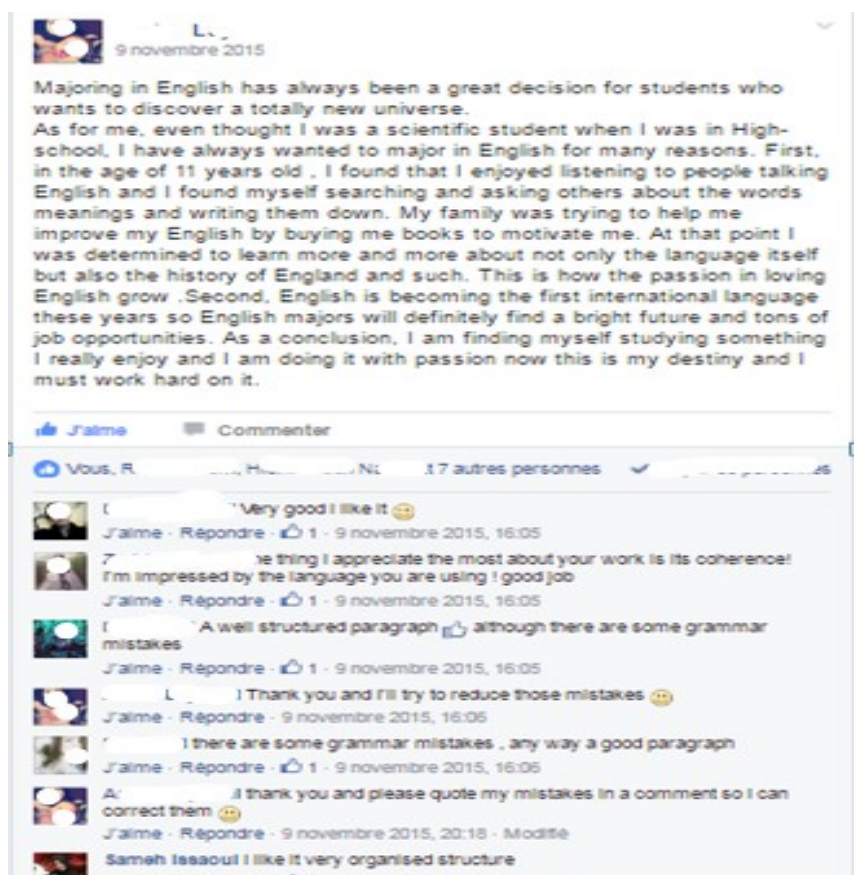 9 novembre 2015
Majoring in English has always been a great decision for students who
wants to discover a totally new universe.
As for me, even thought I was a scientific student when I was in High-
school, I have always wanted to major in English for many reasons. First,
in the age of 11 years old , I found that I enjoyed listening to people talking
English and I found myself searching and asking others about the words
meanings and writing them down. My family was trying to help me
improve my English by buying me books to motivate me. At that point I
was determined to learn more and more about not only the language itself
but also the history of England and such. This is how the passion in loving
English grow .Second, English is becoming the first international language
these years so English majors will definitely find a bright future and tons of
job opportunities. As a conclusion, I am finding myself studying something
I really enjoy and I am doing it with passion now this is my destiny and I
must work hard on it.
J'aime Commenter
Vous, 17 autres personnes
Very good I like it
J'aime · Répondre · 1 · 9 novembre 2015, 16:05
thing I appreciate the most about your work is its coherence!
I'm impressed by the language you are using ! good job
J'aime · Répondre · 1 · 9 novembre 2015, 16:05
A well structured paragraph although there are some grammar
mistakes
J'aime · Répondre · 1 · 9 novembre 2015, 16:05
Thank you and I'll try to reduce those mistakes
J'aime · Répondre · 9 novembre 2015, 16:06
there are some grammar mistakes , any way a good paragraph
J'aime · Répondre · 1 · 9 novembre 2015, 16:06
thank you and please quote my mistakes in a comment so I can
correct them
J'aime · Répondre · 9 novembre 2015, 20:18 · Modifié
Sameh Issaoui I like it very organised structure